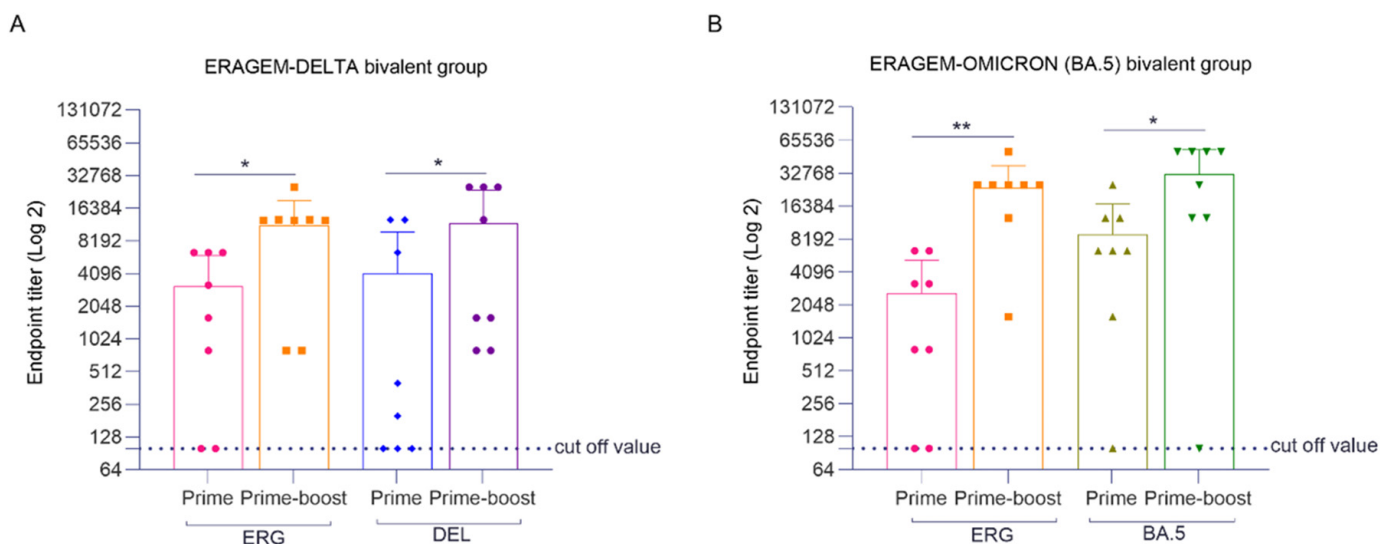 A
ERAGEM-DELTA bivalent group
Endpoint titer (Log 2)
131072
65536
32768
16384
8192
4096
2048
1024
512
256
128
64
*
*
cut off value
Prime Prime-boost Prime Prime-boost
ERG DEL
B
ERAGEM-OMICRON (BA.5) bivalent group
Endpoint titer (Log 2)
131072
65536
32768
16384
8192
4096
2048
1024
512
256
128
64
**
*
cut off value
Prime Prime-boost Prime Prime-boost
ERG BA.5